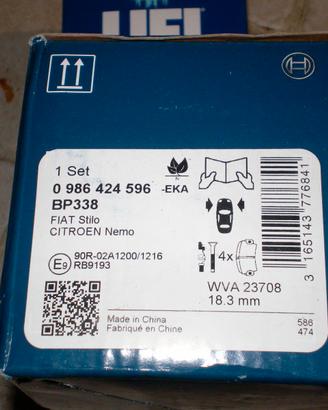 UFI
1 Set
0 986 424 596 -EKA
BP338
FIAT Stilo
CITROEN Nemo
4x
E9 90R-02A1200/1216
RB9193
WVA 23708
18.3 mm
Made in China
Fabriqué en Chine
586
474
3 165143 776841